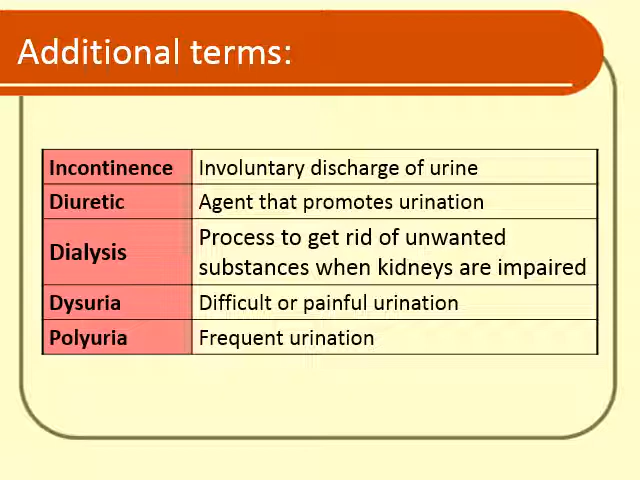 Additional terms:
Incontinence Involuntary discharge of urine
Diuretic Agent that promotes urination
Dialysis Process to get rid of unwanted
substances when kidneys are impaired
Dysuria Difficult or painful urination
Polyuria Frequent urination